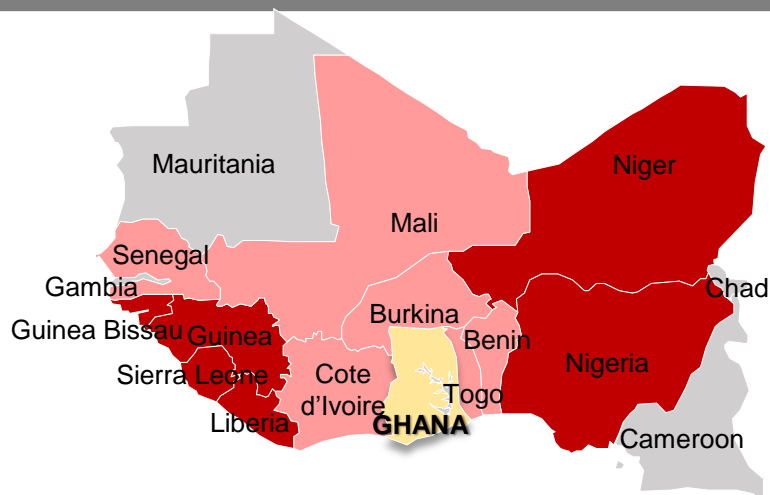 Mauritania
Niger
Mali
Senegal
Gambia
Chad
Burkina
Guinea Bissau
Guinea
Benin
Nigeria
Sierra Leone
Cote
d'Ivoire
Togo
Liberia
GHANA
Cameroon